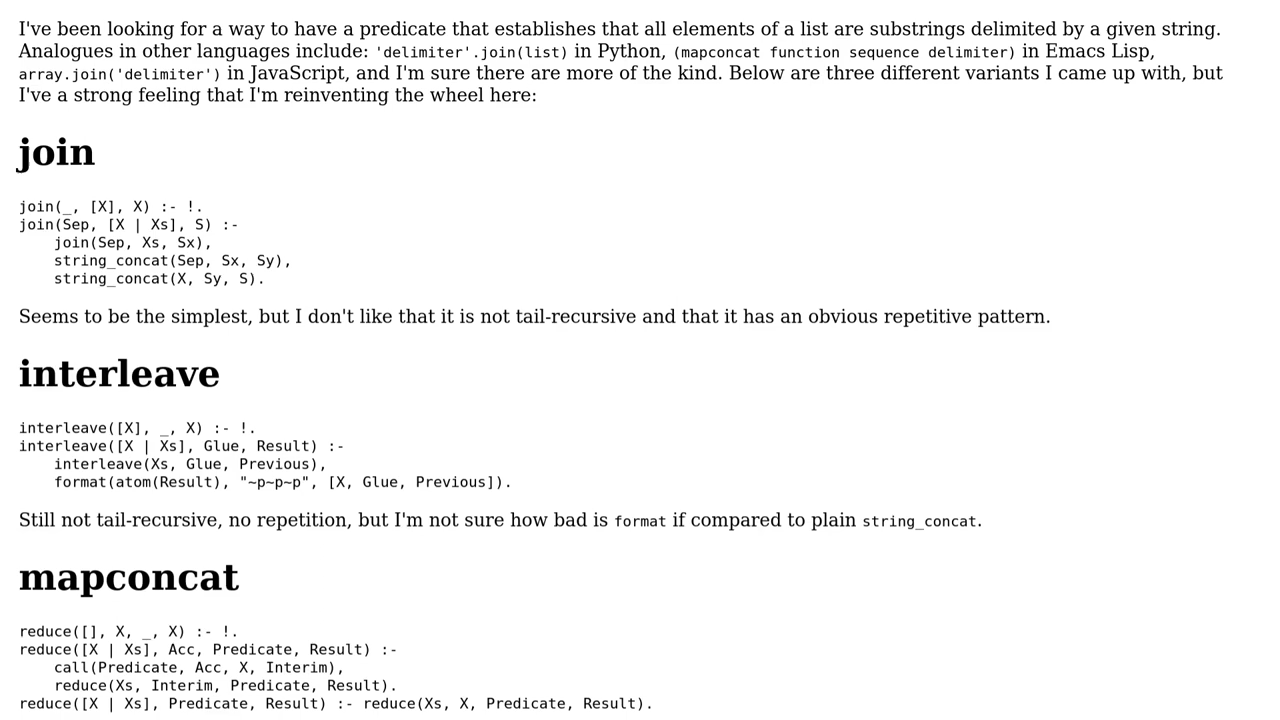 I've been looking for a way to have a predicate that establishes that all elements of a list are substrings delimited by a given string.
Analogues in other languages include: 'delimiter'.join(list) in Python, (mapconcat function sequence delimiter) in Emacs Lisp,
array.join('delimiter') in JavaScript, and I'm sure there are more of the kind. Below are three different variants I came up with, but
I've a strong feeling that I'm reinventing the wheel here:
join
join(_, [X], X) :- !.
join(Sep, [X | Xs], S) :-
    join(Sep, Xs, Sx),
    string_concat(Sep, Sx, Sy),
    string_concat(X, Sy, S).
Seems to be the simplest, but I don't like that it is not tail-recursive and that it has an obvious repetitive pattern.
interleave
interleave([X], _, X) :- !.
interleave([X | Xs], Glue, Result) :-
    interleave(Xs, Glue, Previous),
    format(atom(Result), "~p~p~p", [X, Glue, Previous]).
Still not tail-recursive, no repetition, but I'm not sure how bad is format if compared to plain string_concat.
mapconcat
reduce([], X, _, X) :- !.
reduce([X | Xs], Acc, Predicate, Result) :-
    call(Predicate, Acc, X, Interim),
    reduce(Xs, Interim, Predicate, Result).
reduce([X | Xs], Predicate, Result) :- reduce(Xs, X, Predicate, Result).